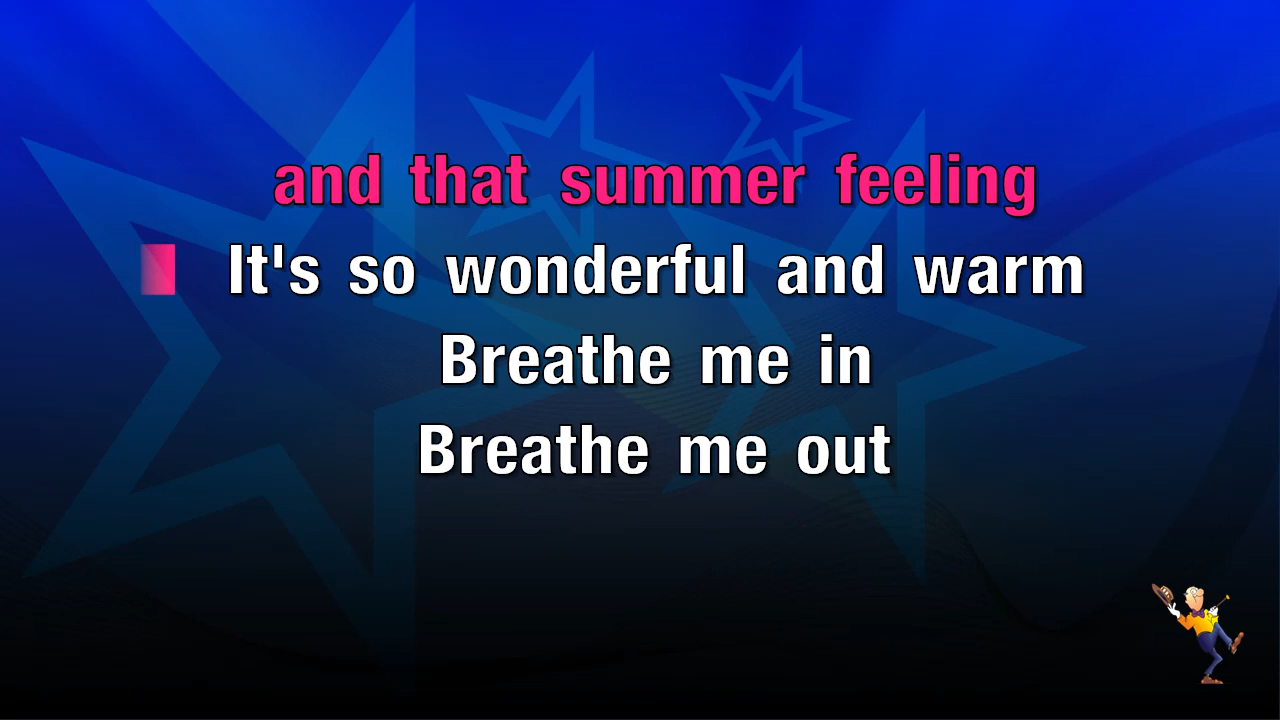 and that summer feeling
It's so wonderful and warm
Breathe me in
Breathe me out